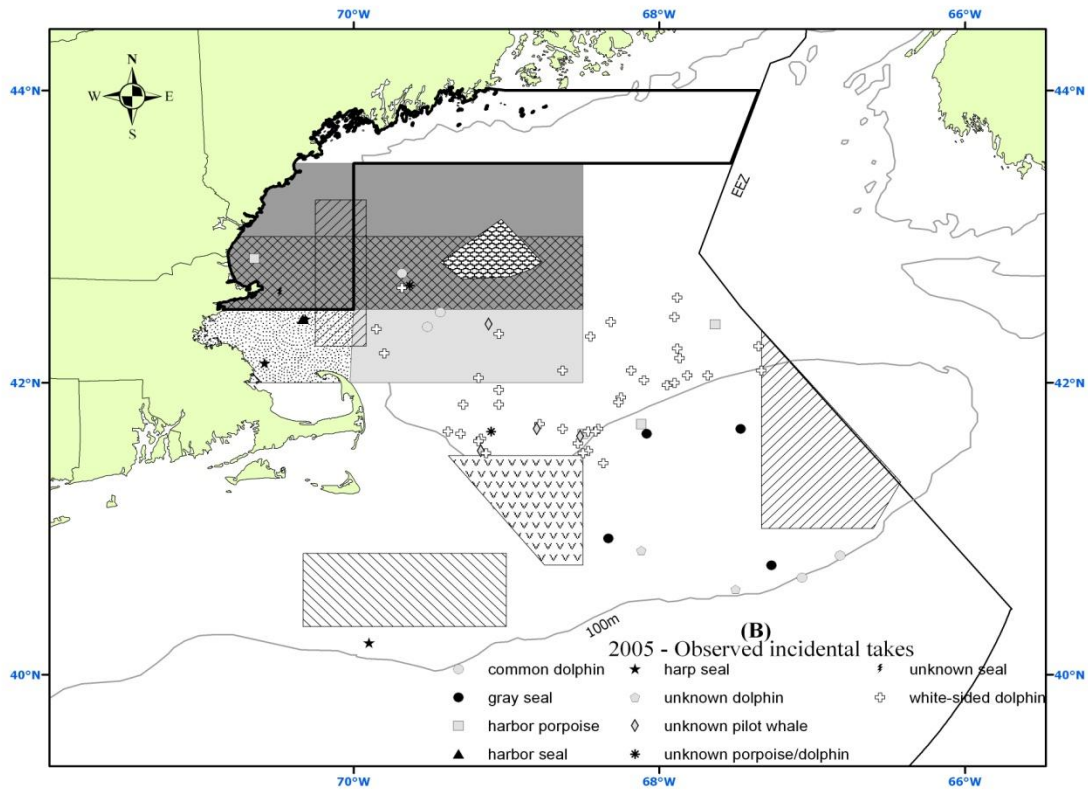 70°W 68°W 66°W
N
W E
S
44°N 44°N
EEZ
42°N 42°N
100m
(B)
2005 - Observed incidental takes
40°N 40°N
common dolphin harp seal unknown seal
gray seal unknown dolphin white-sided dolphin
harbor porpoise unknown pilot whale
harbor seal unknown porpoise/dolphin
70°W 68°W 66°W